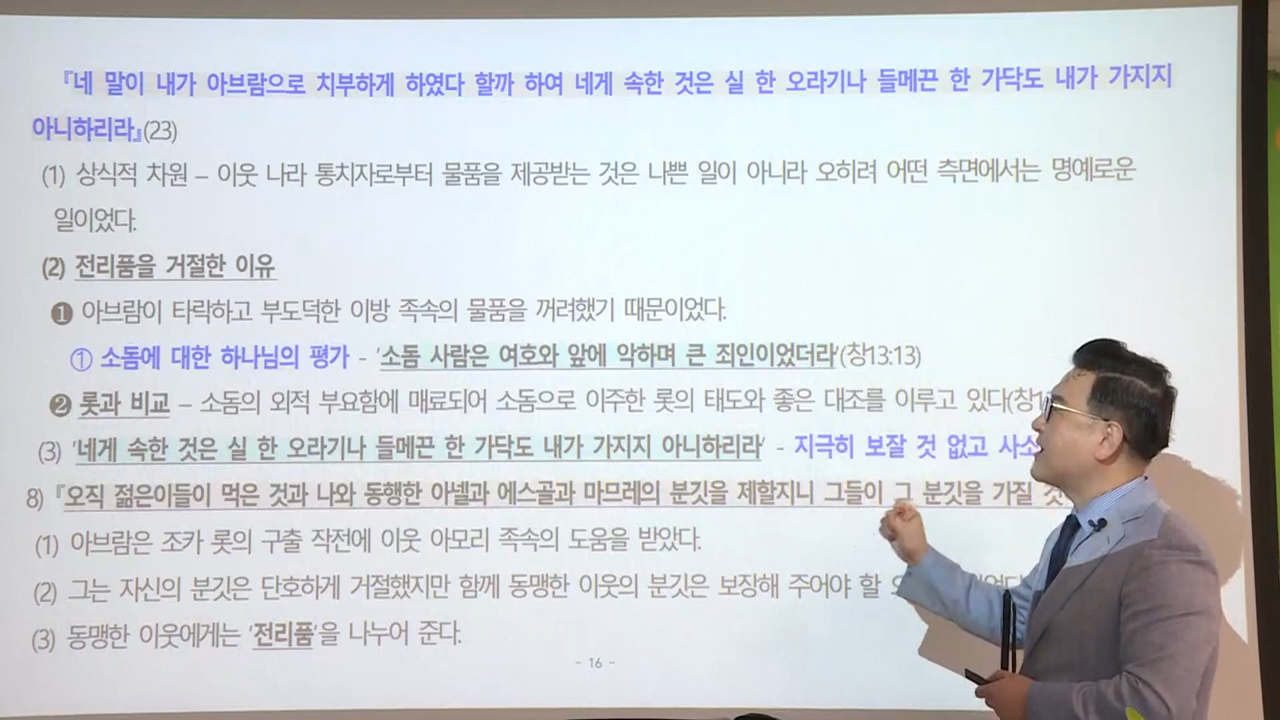 『네 말이 내가 아브람으로 치부하게 하였다 할까 하여 네게 속한 것은 실 한 오라기나 들메끈 한 가닥도 내가 가지지
아니하리라』(23)
(1) 상식적 차원 – 이웃 나라 통치자로부터 물품을 제공받는 것은 나쁜 일이 아니라 오히려 어떤 측면에서는 명예로운
일이었다.
(2) 전리품을 거절한 이유
❶ 아브람이 타락하고 부도덕한 이방 족속의 물품을 꺼려했기 때문이었다.
① 소돔에 대한 하나님의 평가 - '소돔 사람은 여호와 앞에 악하며 큰 죄인이었더라'(창13:13)
❷ 롯과 비교 – 소돔의 외적 부요함에 매료되어 소돔으로 이주한 롯의 태도와 좋은 대조를 이루고 있다(창1
(3) '네게 속한 것은 실 한 오라기나 들메끈 한 가닥도 내가 가지지 아니하리라' - 지극히 보잘 것 없고 사소
8) 『오직 젊은이들이 먹은 것과 나와 동행한 아넬과 에스골과 마므레의 분깃을 제할지니 그들이 그 분깃을 가질 것
(1) 아브람은 조카 롯의 구출 작전에 이웃 아모리 족속의 도움을 받았다.
(2) 그는 자신의 분깃은 단호하게 거절했지만 함께 동맹한 이웃의 분깃은 보장해 주어야 할
(3) 동맹한 이웃에게는 '전리품'을 나누어 준다.
- 16 -